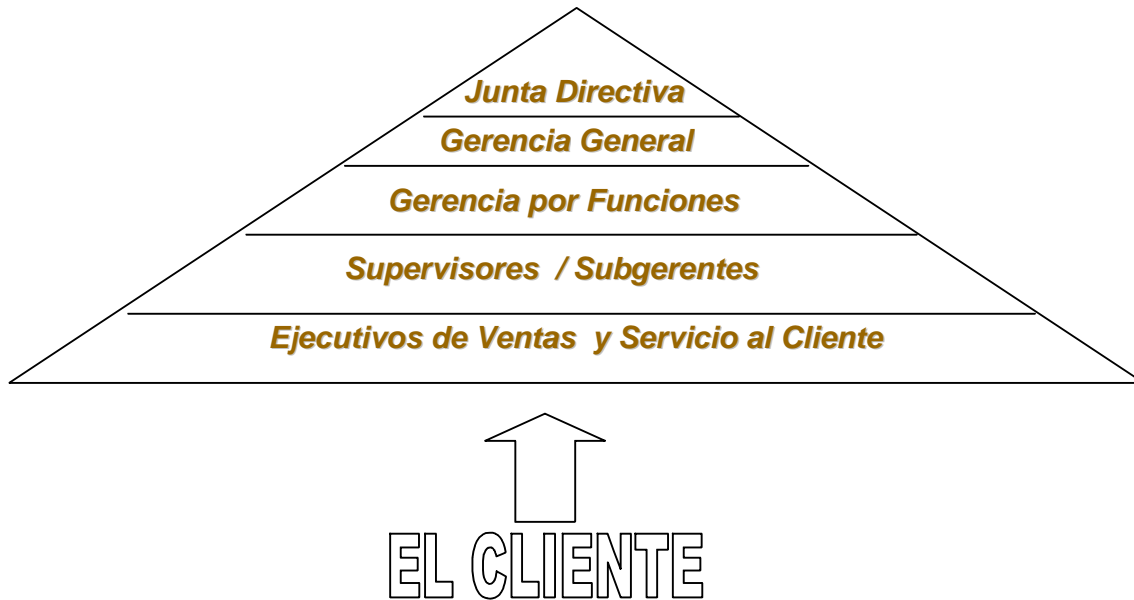 Junta Directiva
Gerencia General
Gerencia por Funciones
Supervisores / Subgerentes
Ejecutivos de Ventas y Servicio al Cliente
EL CLIENTE